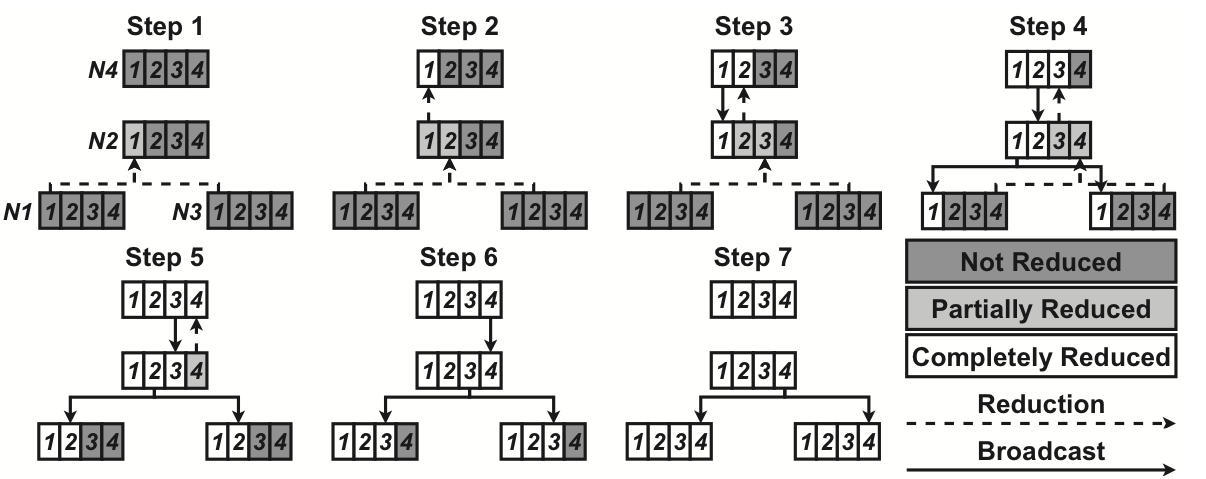 Step 1 Step 2 Step 3 Step 4
N4 1 2 3 4 1 2 3 4 1 2 3 4 1 2 3 4
N2 1 2 3 4 1 2 3 4 1 2 3 4 1 2 3 4
N1 1 2 3 4 N3 1 2 3 4 1 2 3 4 1 2 3 4 1 2 3 4 1 2 3 4 1 2 3 4 1 2 3 4
Step 5 Step 6 Step 7
Not Reduced
1 2 3 4 1 2 3 4 1 2 3 4
Partially Reduced
1 2 3 4 1 2 3 4 1 2 3 4
Completely Reduced
Reduction
1 2 3 4 1 2 3 4 1 2 3 4 1 2 3 4 1 2 3 4 1 2 3 4
Broadcast